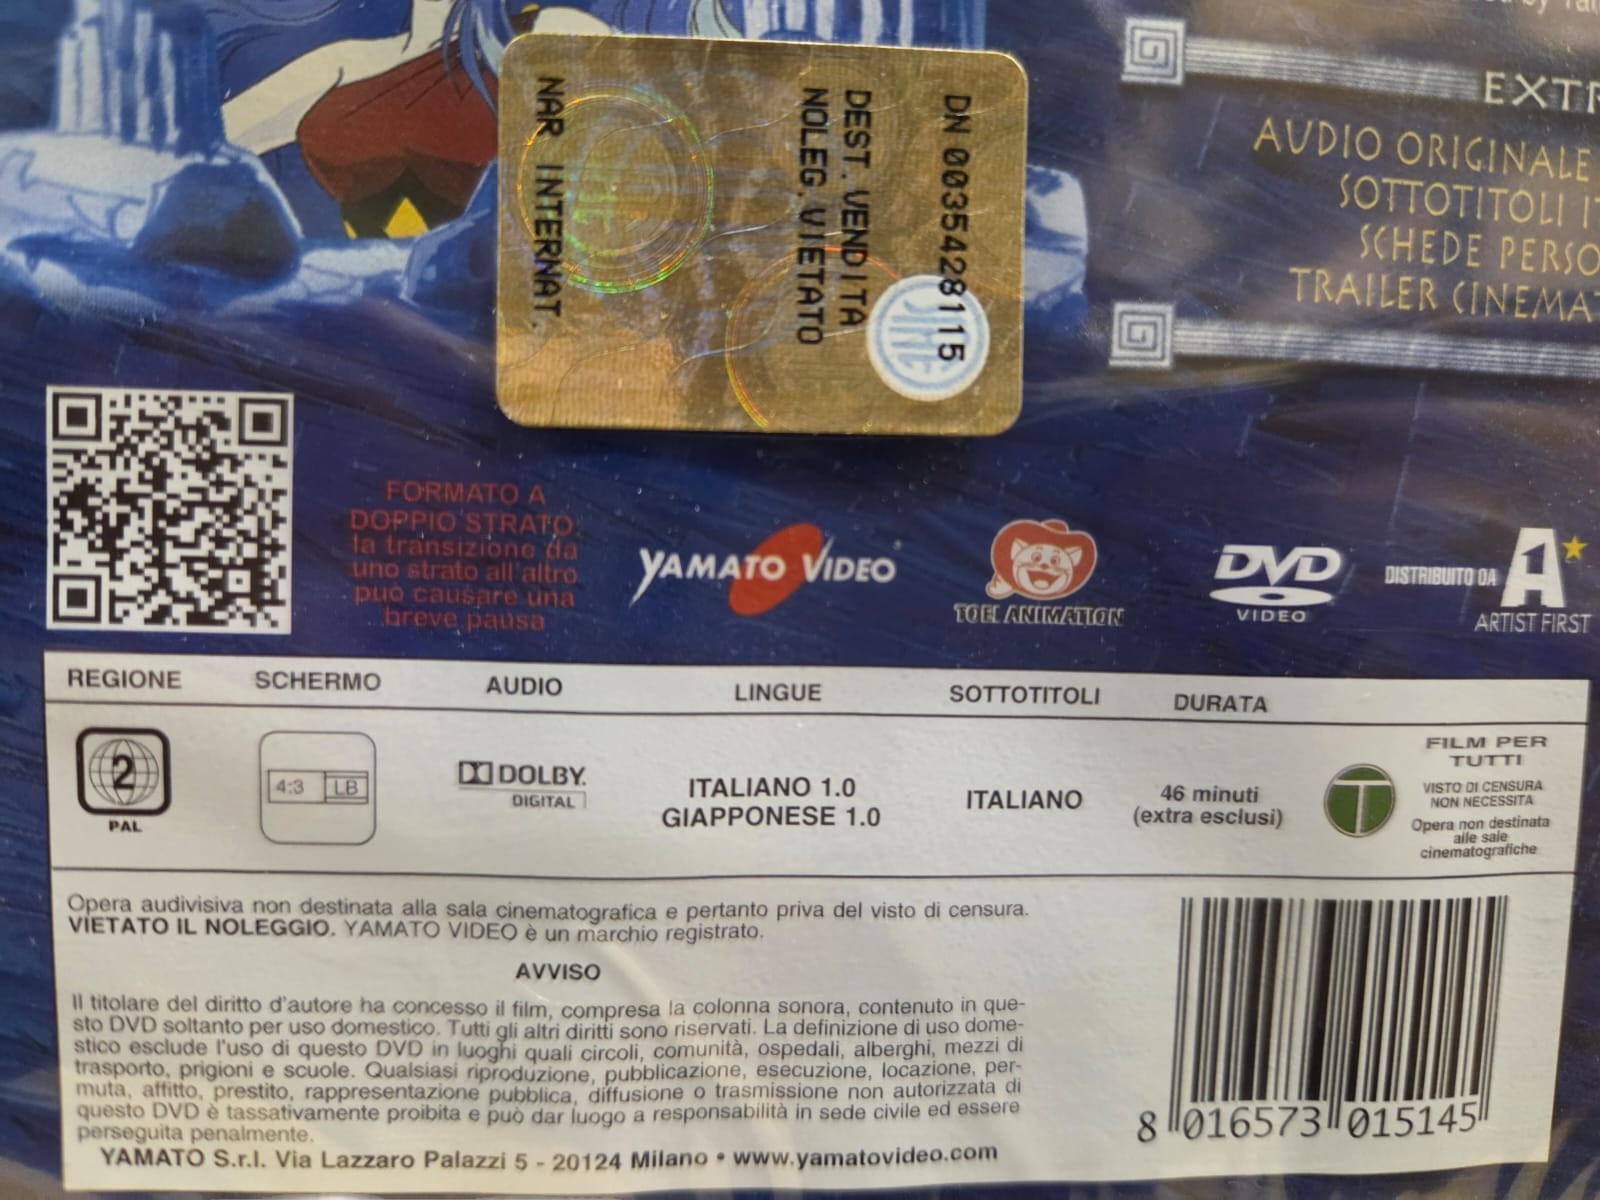 NAR INTERNAT.
DEST. VENDITA
NOLEG. VIETATO
DN 0035428115
SIAE
by
EXTR
AUDIO ORIGINALE
SOTTOTITOLI IT
SCHEDE PERSO
TRAILER CINEMAT
FORMATO A
DOPPIO STRATO:
la transizione da
uno strato all'altro
può causare una
breve pausa
YAMATO VIDEO
TOEI ANIMATION
DVD
VIDEO
DISTRIBUITO DA
A1
ARTIST FIRST
REGIONE SCHERMO AUDIO LINGUE SOTTOTITOLI DURATA
2
PAL
4:3 LB
DOLBY.
DIGITAL
ITALIANO 1.0
GIAPPONESE 1.0
ITALIANO
46 minuti
(extra esclusi)
T
FILM PER
TUTTI
VISTO DI CENSURA
NON NECESSITA
Opera non destinata
alle sale
cinematografiche
Opera audivisiva non destinata alla sala cinematografica e pertanto priva del visto di censura.
VIETATO IL NOLEGGIO. YAMATO VIDEO è un marchio registrato.
AVVISO
Il titolare del diritto d'autore ha concesso il film, compresa la colonna sonora, contenuto in que-
sto DVD soltanto per uso domestico. Tutti gli altri diritti sono riservati. La definizione di uso dome-
stico esclude l'uso di questo DVD in luoghi quali circoli, comunità, ospedali, alberghi, mezzi di
trasporto, prigioni e scuole. Qualsiasi riproduzione, pubblicazione, esecuzione, locazione, per-
muta, affitto, prestito, rappresentazione pubblica, diffusione o trasmissione non autorizzata di
questo DVD è tassativamente proibita e può dar luogo a responsabilità in sede civile ed essere
perseguita penalmente.
YAMATO S.r.l. Via Lazzaro Palazzi 5 - 20124 Milano • www.yamatovideo.com
8 016573 015145